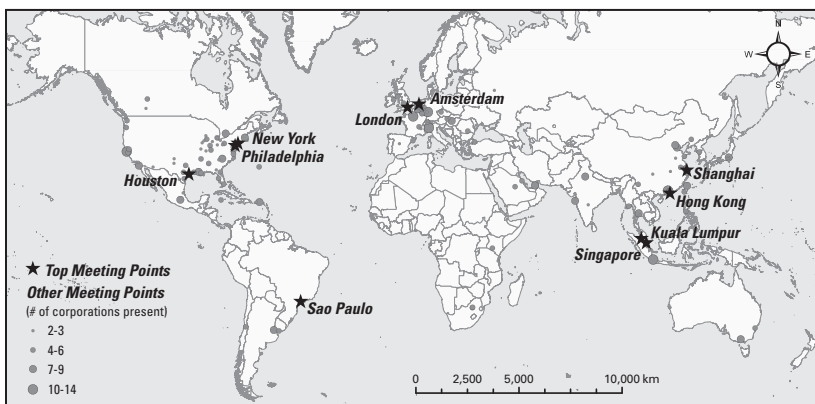 N
W
E
S
Amsterdam
London
New York
Philadelphia
Houston
Shanghai
Hong Kong
Kuala Lumpur
Singapore
Sao Paulo
Top Meeting Points
Other Meeting Points
(# of corporations present)
2-3
4-6
7-9
10-14
0 2,500 5,000 10,000 km